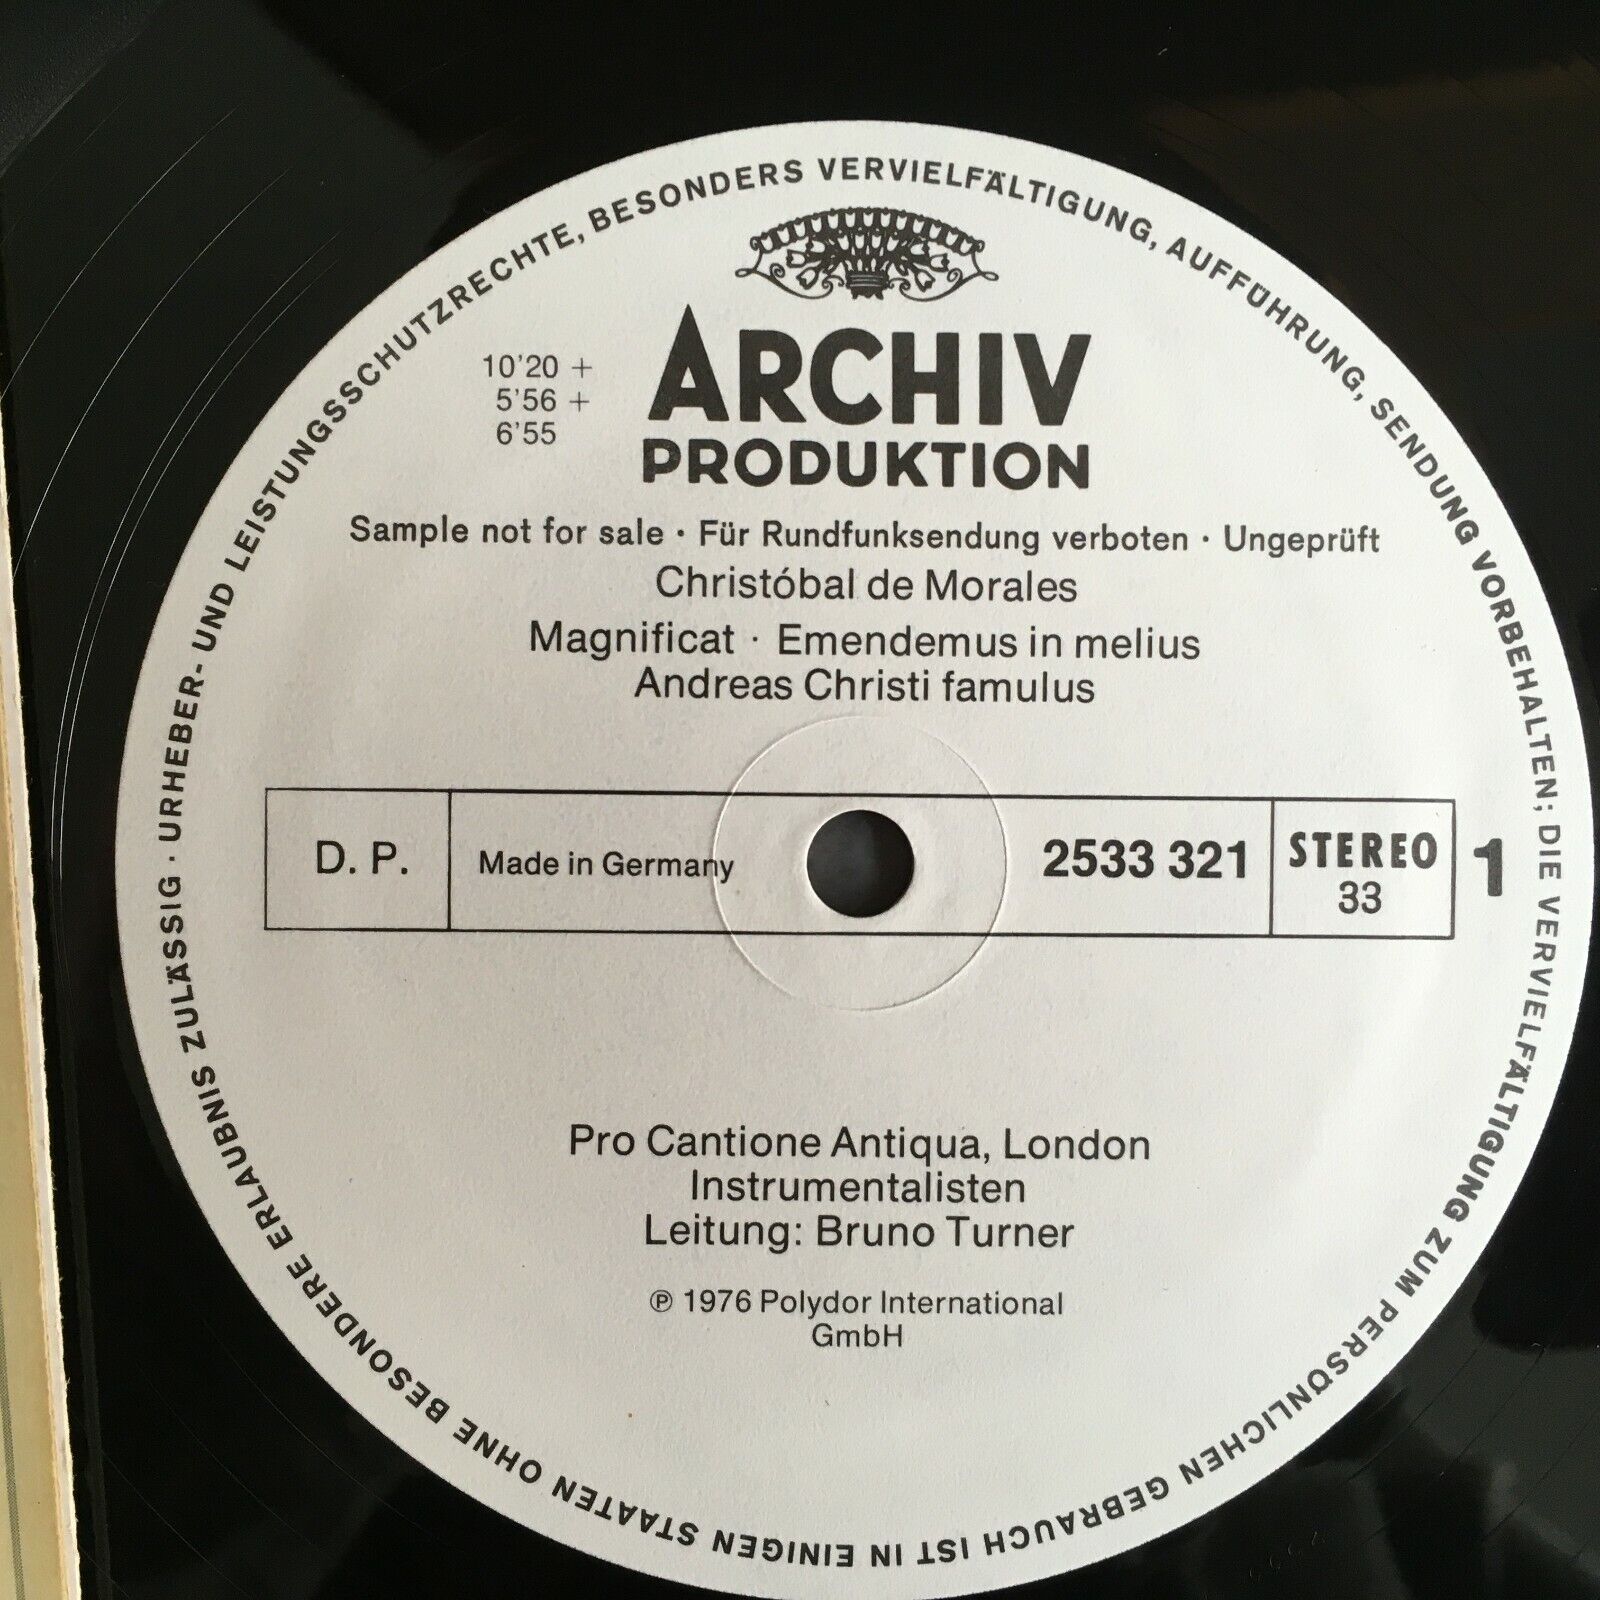 URHEBER- UND LEISTUNGSSCHUTZRECHTE, BESONDERS VERVIELFÄLTIGUNG, AUFFÜHRUNG, SENDUNG VORBEHALTEN; DIE VERVIELFÄLTIGUNG ZUM PERSÖNLICHEN GEBRAUCH IST IN EINIGEN STAATEN OHNE BESONDERE ERLAUBNIS ZULÄSSIG ·
ARCHIV
PRODUKTION
10'20 +
5'56 +
6'55
Sample not for sale · Für Rundfunksendung verboten · Ungeprüft
Christóbal de Morales
Magnificat · Emendemus in melius
Andreas Christi famulus
D. P. Made in Germany 2533 321 STEREO 1
33
Pro Cantione Antiqua, London
Instrumentalisten
Leitung: Bruno Turner
℗ 1976 Polydor International
GmbH